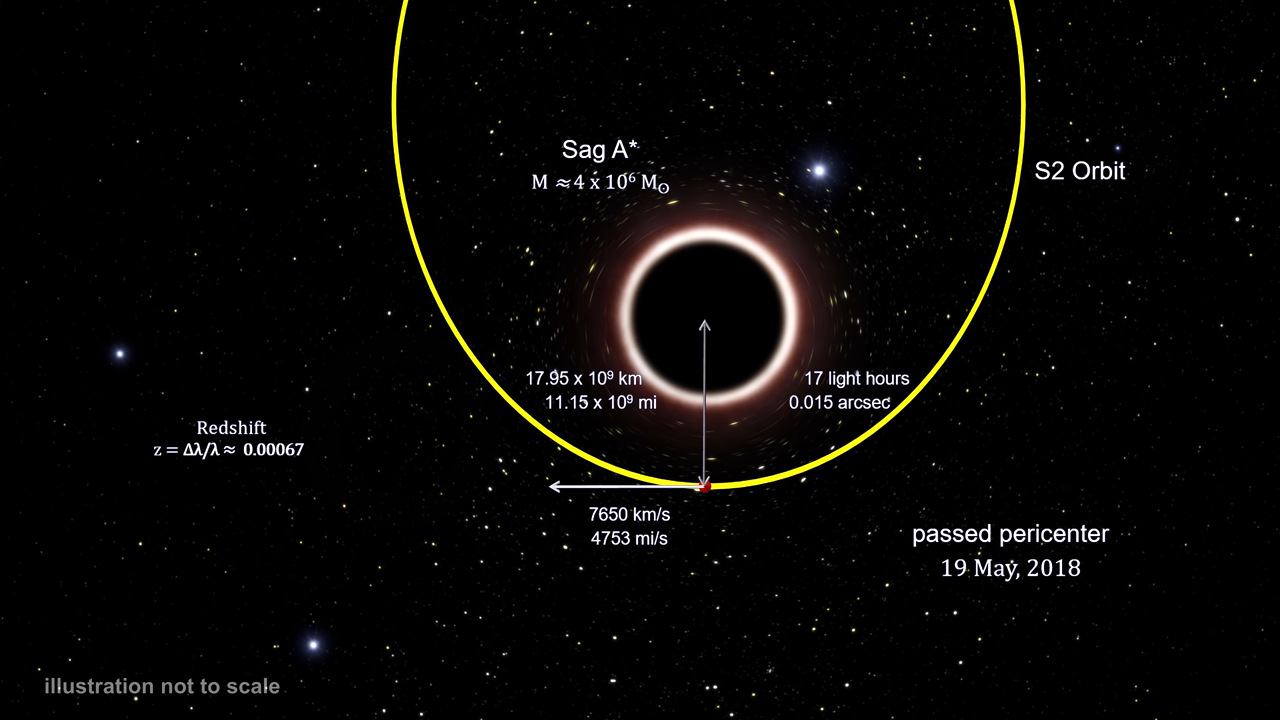 Sag A*
M ≈ 4 x 10⁶ M☉
S2 Orbit
17.95 x 10⁹ km
11.15 x 10⁹ mi
17 light hours
0.015 arcsec
Redshift
z = Δλ/λ ≈ 0.00067
7650 km/s
4753 mi/s
passed pericenter
19 May, 2018
illustration not to scale